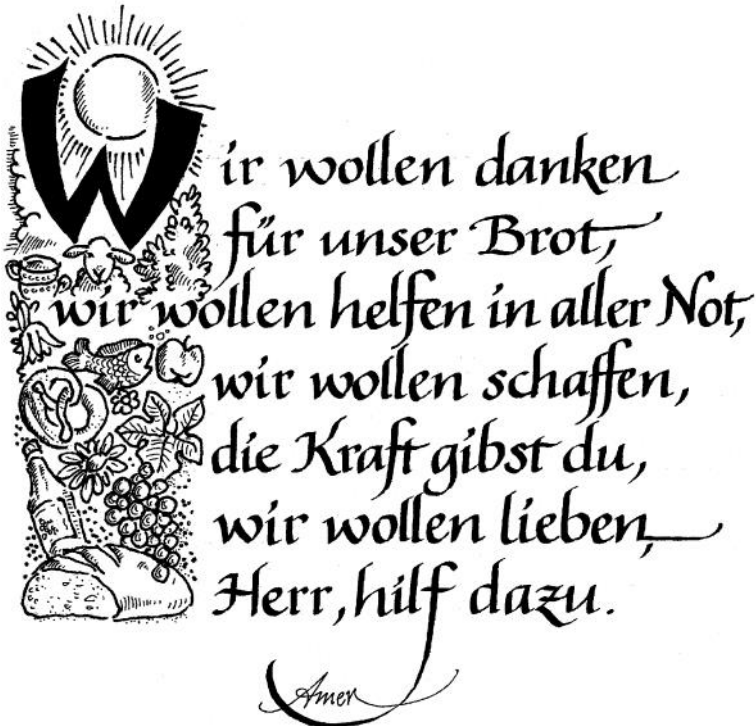 Wir wollen danken
für unser Brot,
wir wollen helfen in aller Not,
wir wollen schaffen,
die Kraft gibst du,
wir wollen lieben,
Herr, hilf dazu.
Amen